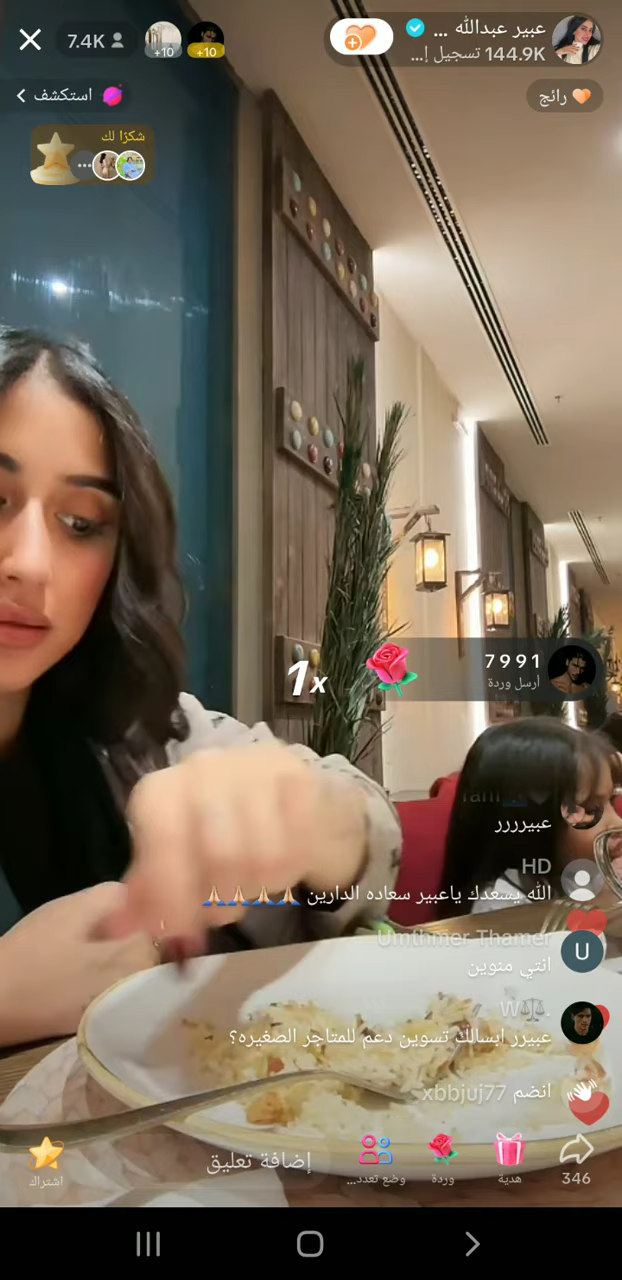 عبير عبدالله ...
144.9K تسجيل إ...
7.4K
+10
+10
رائج
استكشف
شكرًا لك
7991
أرسل وردة
1x
عبيرررر
HD
الله يسعدك ياعبير سعاده الدارين 🙏🏻🙏🏻🙏🏻🙏🏻
Umthmer Thamer
U
انتي منوين
W⚖️.
عبيرر ابسالك تسوين دعم للمتاجر الصغيره؟
xbbjuj77 انضم
إضافة تعليق
اشتراك
وضع تعدد...
وردة
هدية
346